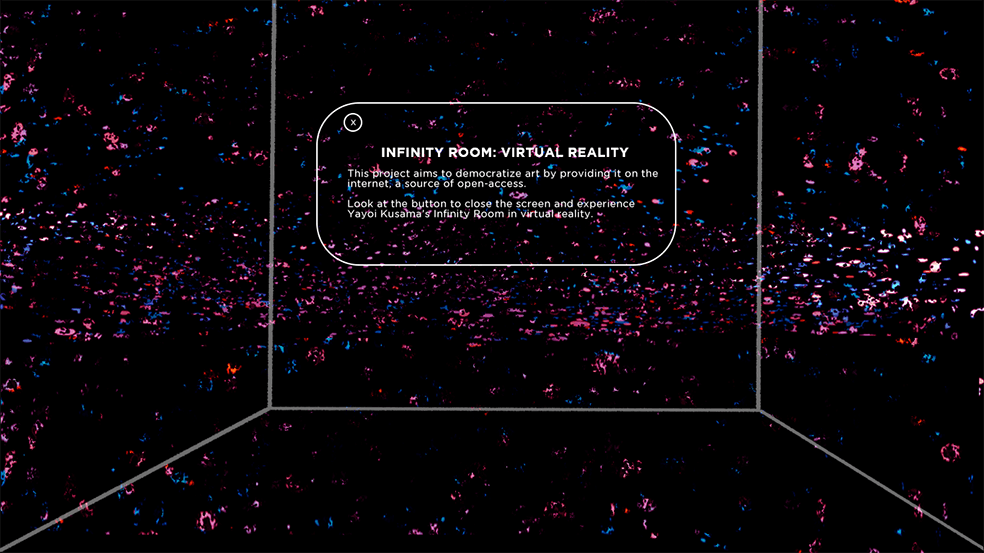 X
INFINITY ROOM: VIRTUAL REALITY
This project aims to democratize art by providing it on the
internet, a source of open-access.
Look at the button to close the screen and experience
Yayoi Kusama's Infinity Room in virtual reality.